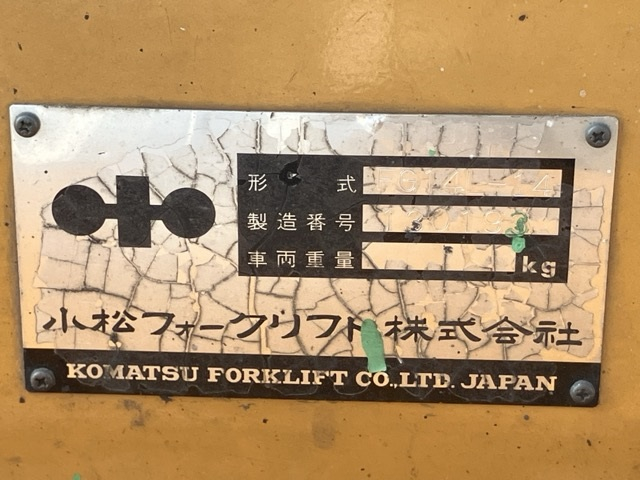 形式
製造番号
車両重量 kg
小松フォークリフト株式会社
KOMATSU FORKLIFT CO.,LTD. JAPAN